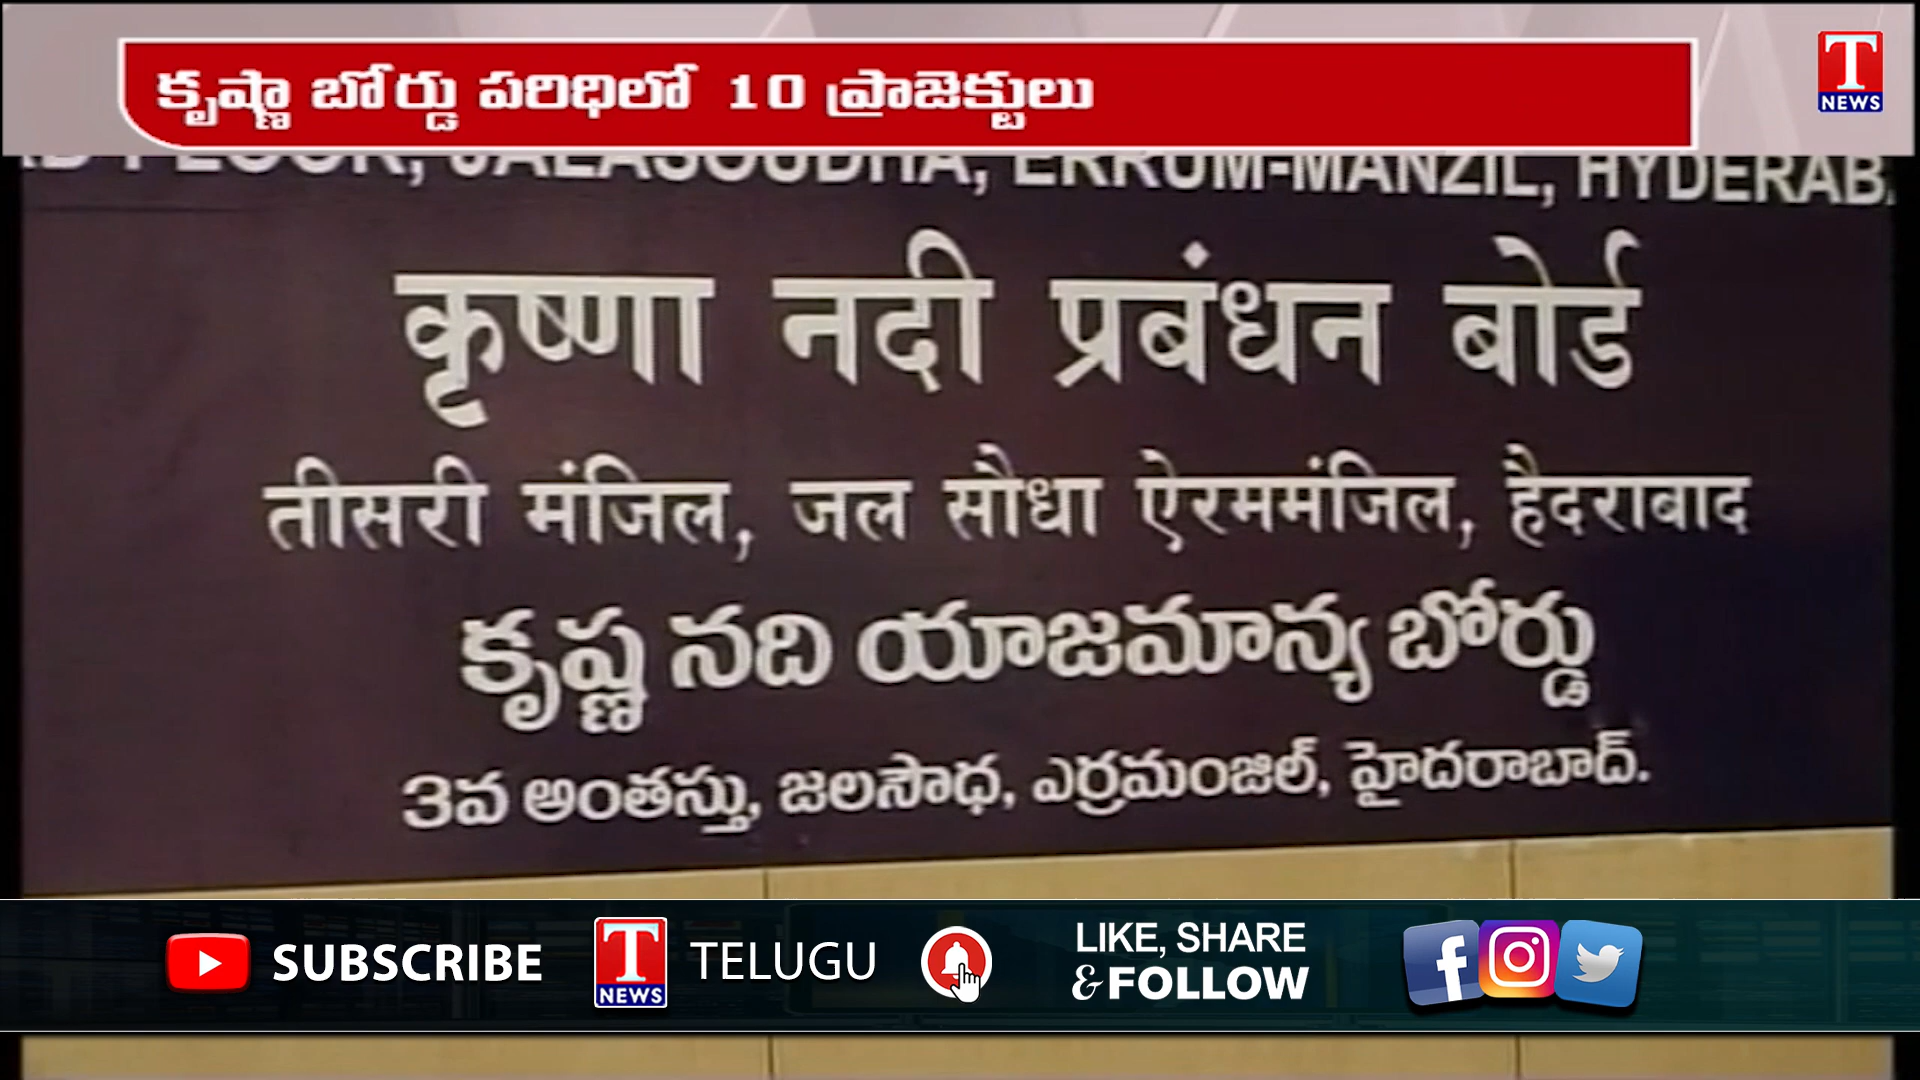 కృష్ణా బోర్డు పరిధిలో 10 ప్రాజెక్టులు
T
NEWS
FLOOR, JALASOUDHA, ERRUM-MANZIL, HYDERAB
कृष्णा नदी प्रबंधन बोर्ड
तीसरी मंजिल, जल सौधा ऐरममंजिल, हैदराबाद
కృష్ణ నది యాజమాన్య బోర్డు
3వ అంతస్తు, జలసౌధ, ఎర్రమంజిల్, హైదరాబాద్.
SUBSCRIBE T NEWS TELUGU
LIKE, SHARE
& FOLLOW